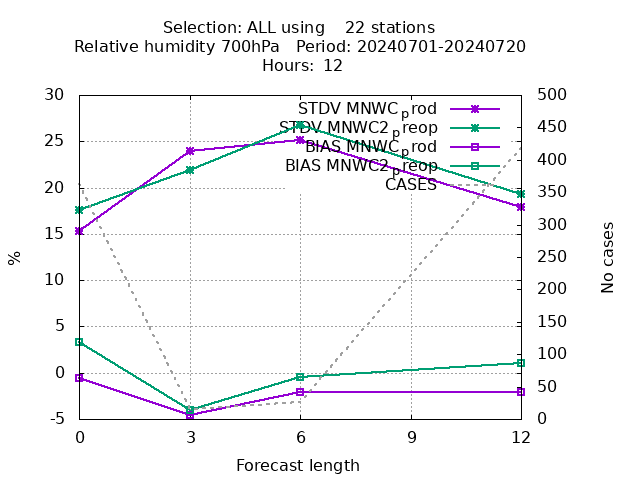 Selection: ALL using    22 stations
Relative humidity 700hPa   Period: 20240701-20240720
Hours: 12
30
25
20
15
10
5
0
-5
%
500
450
400
350
300
250
200
150
100
50
0
No cases
STDV MNWC_prod
STDV MNWC2_preop
BIAS MNWC_prod
BIAS MNWC2_preop
CASES
0 3 6 9 12
Forecast length